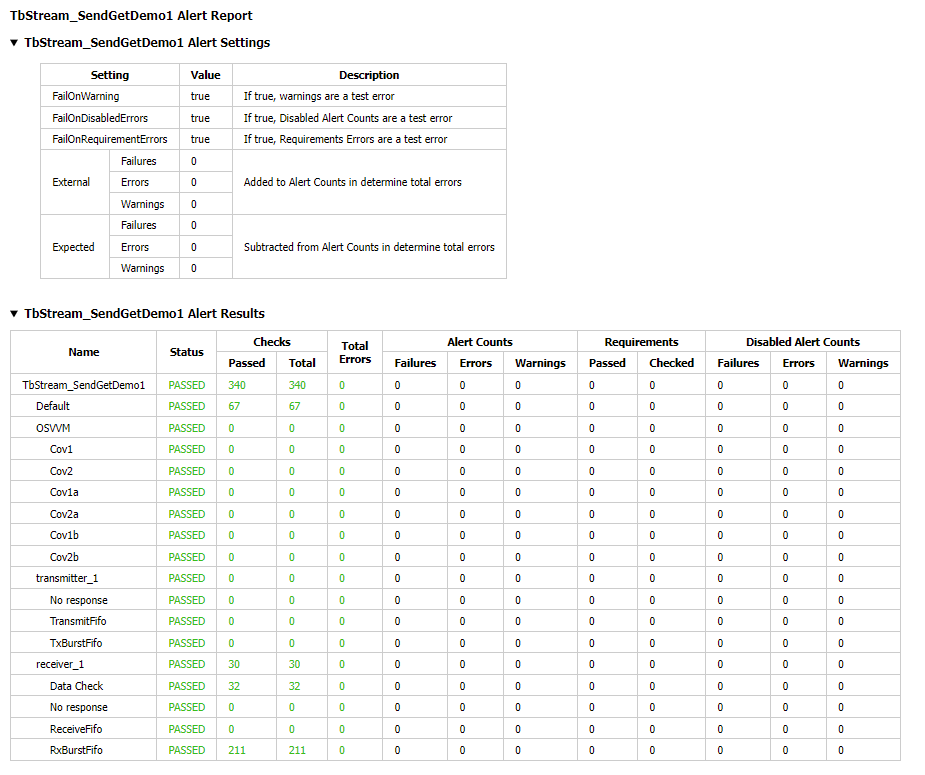 TbStream_SendGetDemo1 Alert Report
▼ TbStream_SendGetDemo1 Alert Settings
Setting Value Description
FailOnWarning true If true, warnings are a test error
FailOnDisabledErrors true If true, Disabled Alert Counts are a test error
FailOnRequirementErrors true If true, Requirements Errors are a test error
External Failures 0 Added to Alert Counts in determine total errors
Errors 0
Warnings 0
Expected Failures 0 Subtracted from Alert Counts in determine total errors
Errors 0
Warnings 0
▼ TbStream_SendGetDemo1 Alert Results
Name Status Checks Total Errors Alert Counts Requirements Disabled Alert Counts
Passed Total Failures Errors Warnings Passed Checked Failures Errors Warnings
TbStream_SendGetDemo1 PASSED 340 340 0 0 0 0 0 0 0 0 0
Default PASSED 67 67 0 0 0 0 0 0 0 0 0
OSVVM PASSED 0 0 0 0 0 0 0 0 0 0 0
Cov1 PASSED 0 0 0 0 0 0 0 0 0 0 0
Cov2 PASSED 0 0 0 0 0 0 0 0 0 0 0
Cov1a PASSED 0 0 0 0 0 0 0 0 0 0 0
Cov2a PASSED 0 0 0 0 0 0 0 0 0 0 0
Cov1b PASSED 0 0 0 0 0 0 0 0 0 0 0
Cov2b PASSED 0 0 0 0 0 0 0 0 0 0 0
transmitter_1 PASSED 0 0 0 0 0 0 0 0 0 0 0
No response PASSED 0 0 0 0 0 0 0 0 0 0 0
TransmitFifo PASSED 0 0 0 0 0 0 0 0 0 0 0
TxBurstFifo PASSED 0 0 0 0 0 0 0 0 0 0 0
receiver_1 PASSED 30 30 0 0 0 0 0 0 0 0 0
Data Check PASSED 32 32 0 0 0 0 0 0 0 0 0
No response PASSED 0 0 0 0 0 0 0 0 0 0 0
ReceiveFifo PASSED 0 0 0 0 0 0 0 0 0 0 0
RxBurstFifo PASSED 211 211 0 0 0 0 0 0 0 0 0